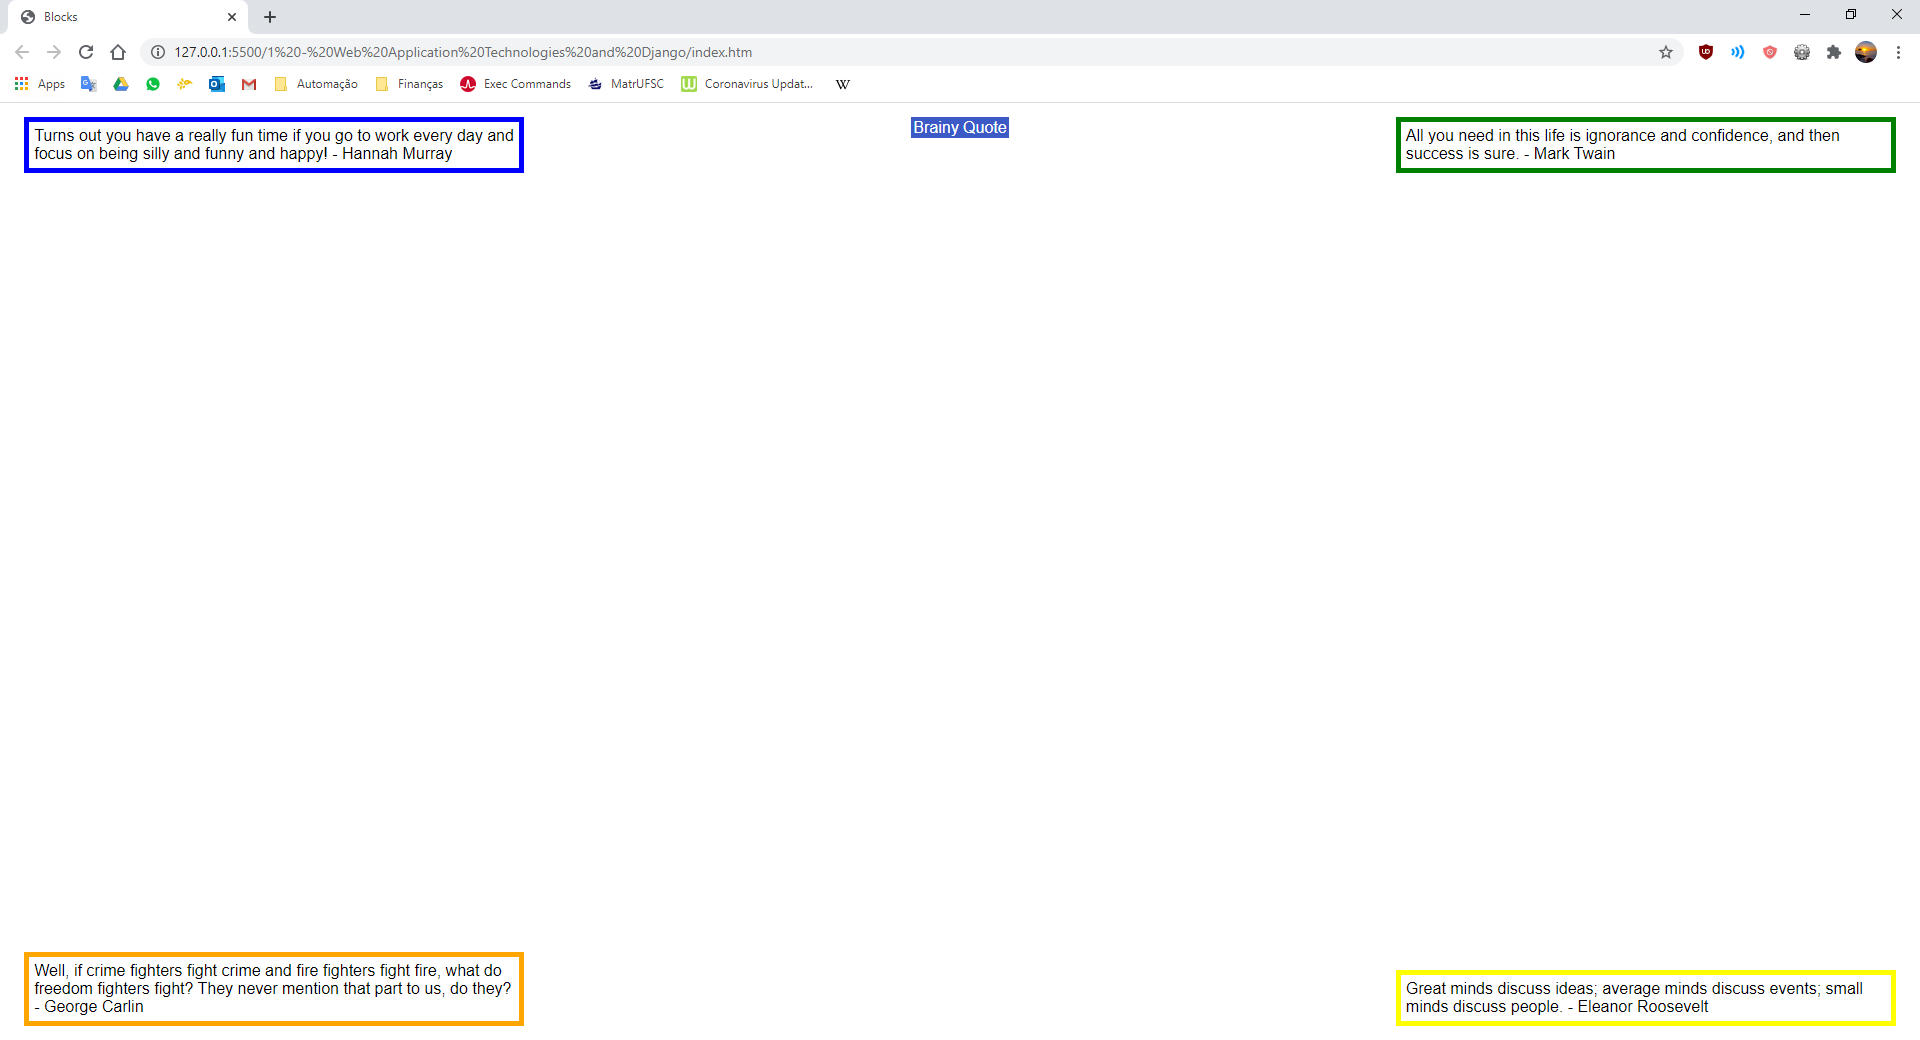 Blocks
127.0.0.1:5500/1%20-%20Web%20Application%20Technologies%20and%20Django/index.htm
Apps Automação Finanças Exec Commands MatrUFSC Coronavirus Updat... W
Turns out you have a really fun time if you go to work every day and
focus on being silly and funny and happy! - Hannah Murray
Brainy Quote
All you need in this life is ignorance and confidence, and then
success is sure. - Mark Twain
Well, if crime fighters fight crime and fire fighters fight fire, what do
freedom fighters fight? They never mention that part to us, do they?
- George Carlin
Great minds discuss ideas; average minds discuss events; small
minds discuss people. - Eleanor Roosevelt